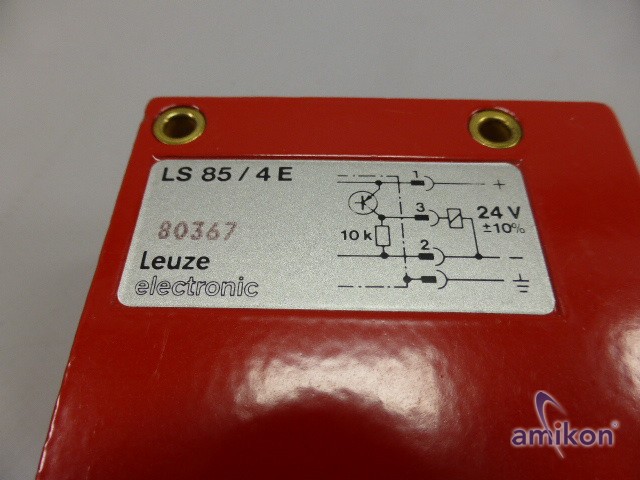 LS 85 / 4 E
80367
Leuze
electronic
1
+
3
24 V
±10%
10 k
2
−
amikon